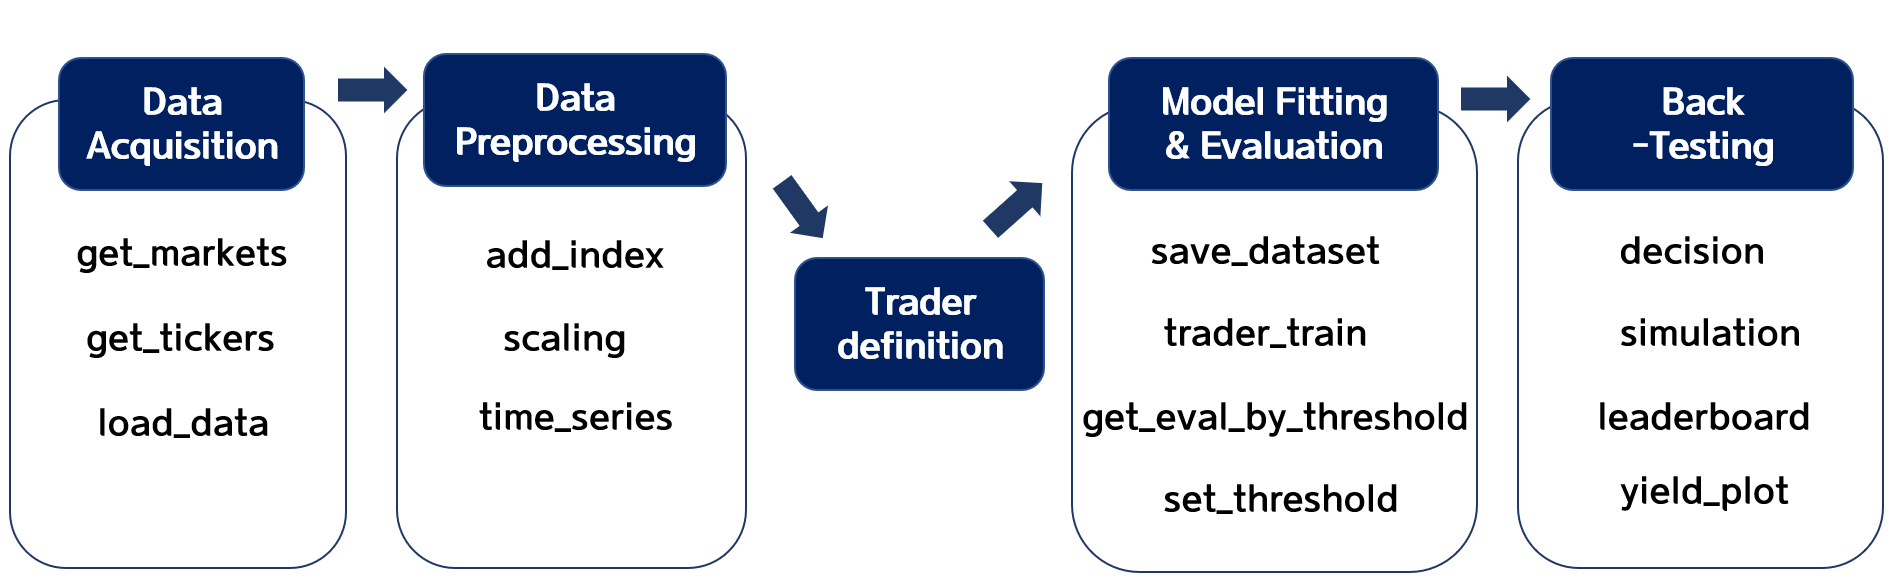 Data
Acquisition
get_markets
get_tickers
load_data
Data
Preprocessing
add_index
scaling
time_series
Trader
definition
Model Fitting
& Evaluation
save_dataset
trader_train
get_eval_by_threshold
set_threshold
Back
-Testing
decision
simulation
leaderboard
yield_plot